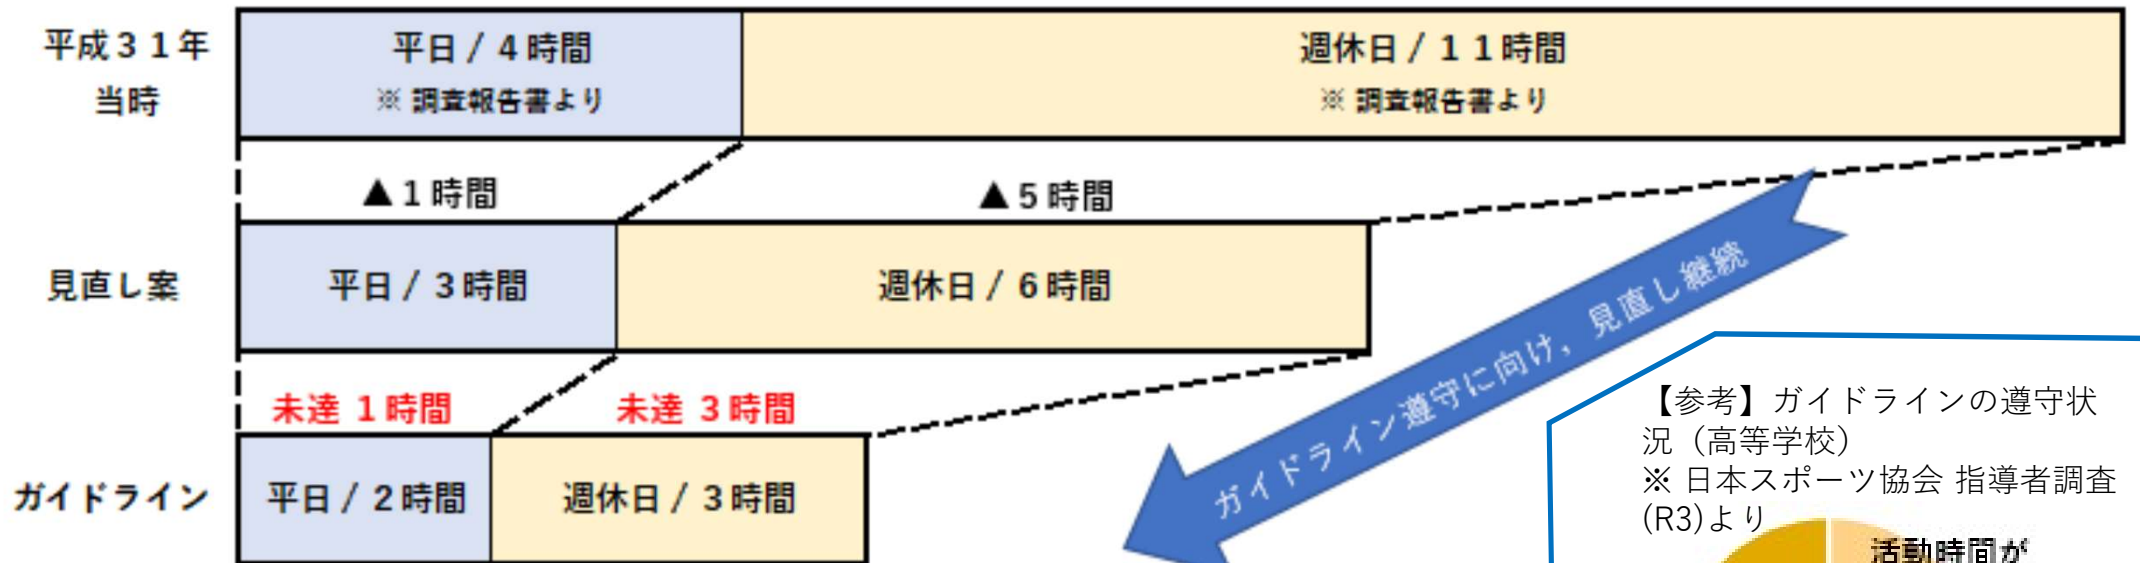 平成３１年
当時
平日 / ４時間
※ 調査報告書より
週休日 / １１時間
※ 調査報告書より
▲１時間
▲５時間
見直し案
平日 / ３時間
週休日 / ６時間
未達 １時間
未達 ３時間
ガイドライン
平日 / ２時間
週休日 / ３時間
ガイドライン遵守に向け，見直し継続
【参考】ガイドラインの遵守状
況（高等学校）
※ 日本スポーツ協会 指導者調査
(R3)より
活動時間が